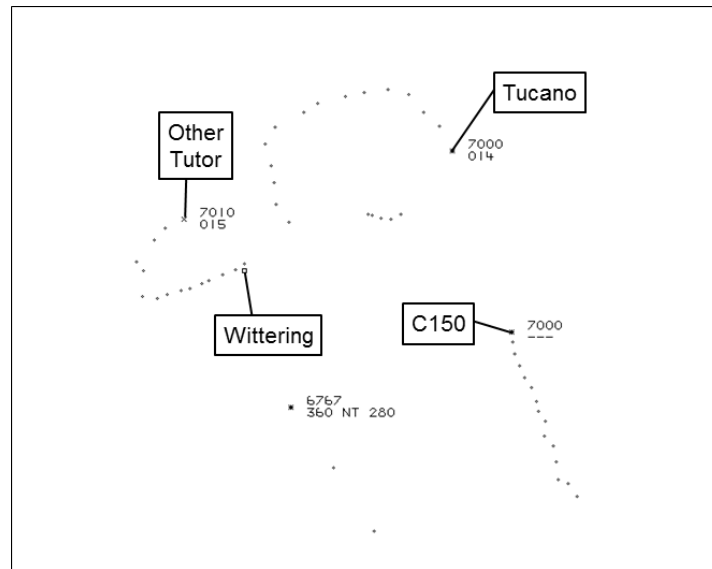 Tucano
Other
Tutor
7000
014
7010
015
Wittering
C150
7000
---
6767
360 NT 280